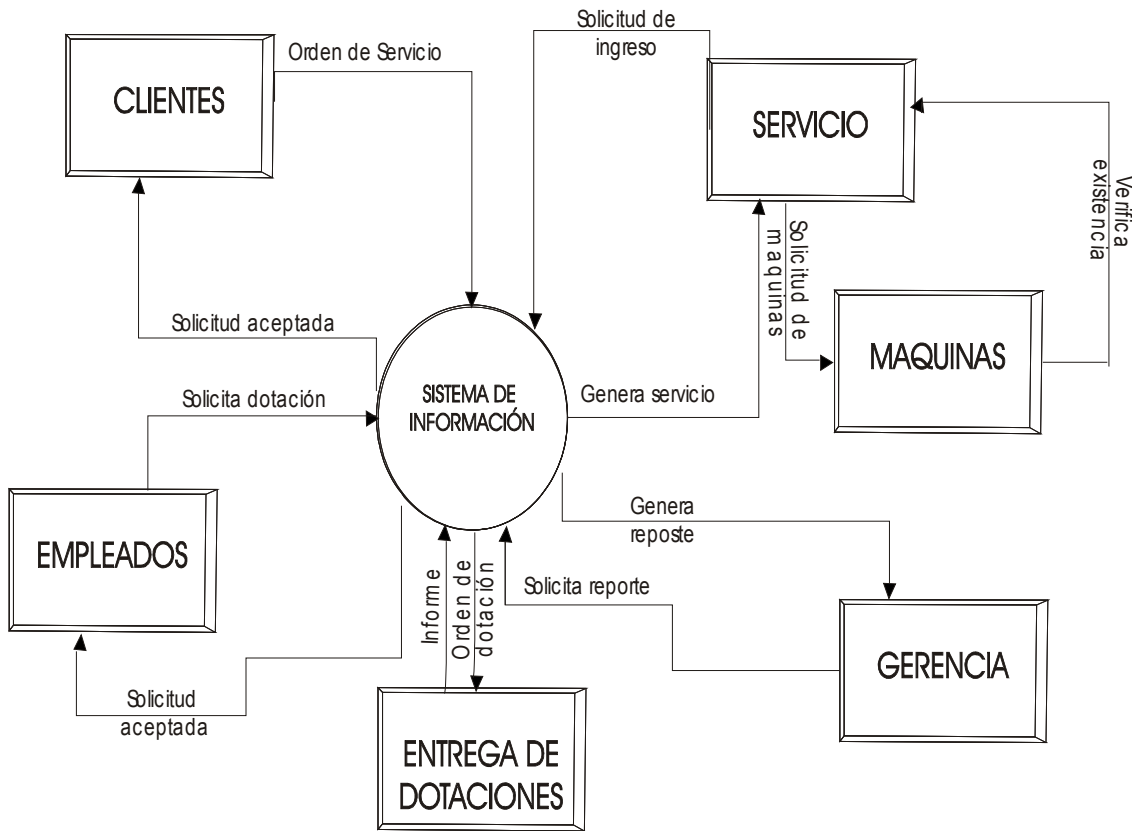 Solicitud de
ingreso
Orden de Servicio
CLIENTES
SERVICIO
Verifica
existencia
Solicitud de
maquinas
Solicitud aceptada
MAQUINAS
Solicita dotación
SISTEMA DE
INFORMACIÓN
Genera servicio
Genera
reposte
EMPLEADOS
Informe
Orden de
dotación
Solicita reporte
GERENCIA
Solicitud
aceptada
ENTREGA DE
DOTACIONES